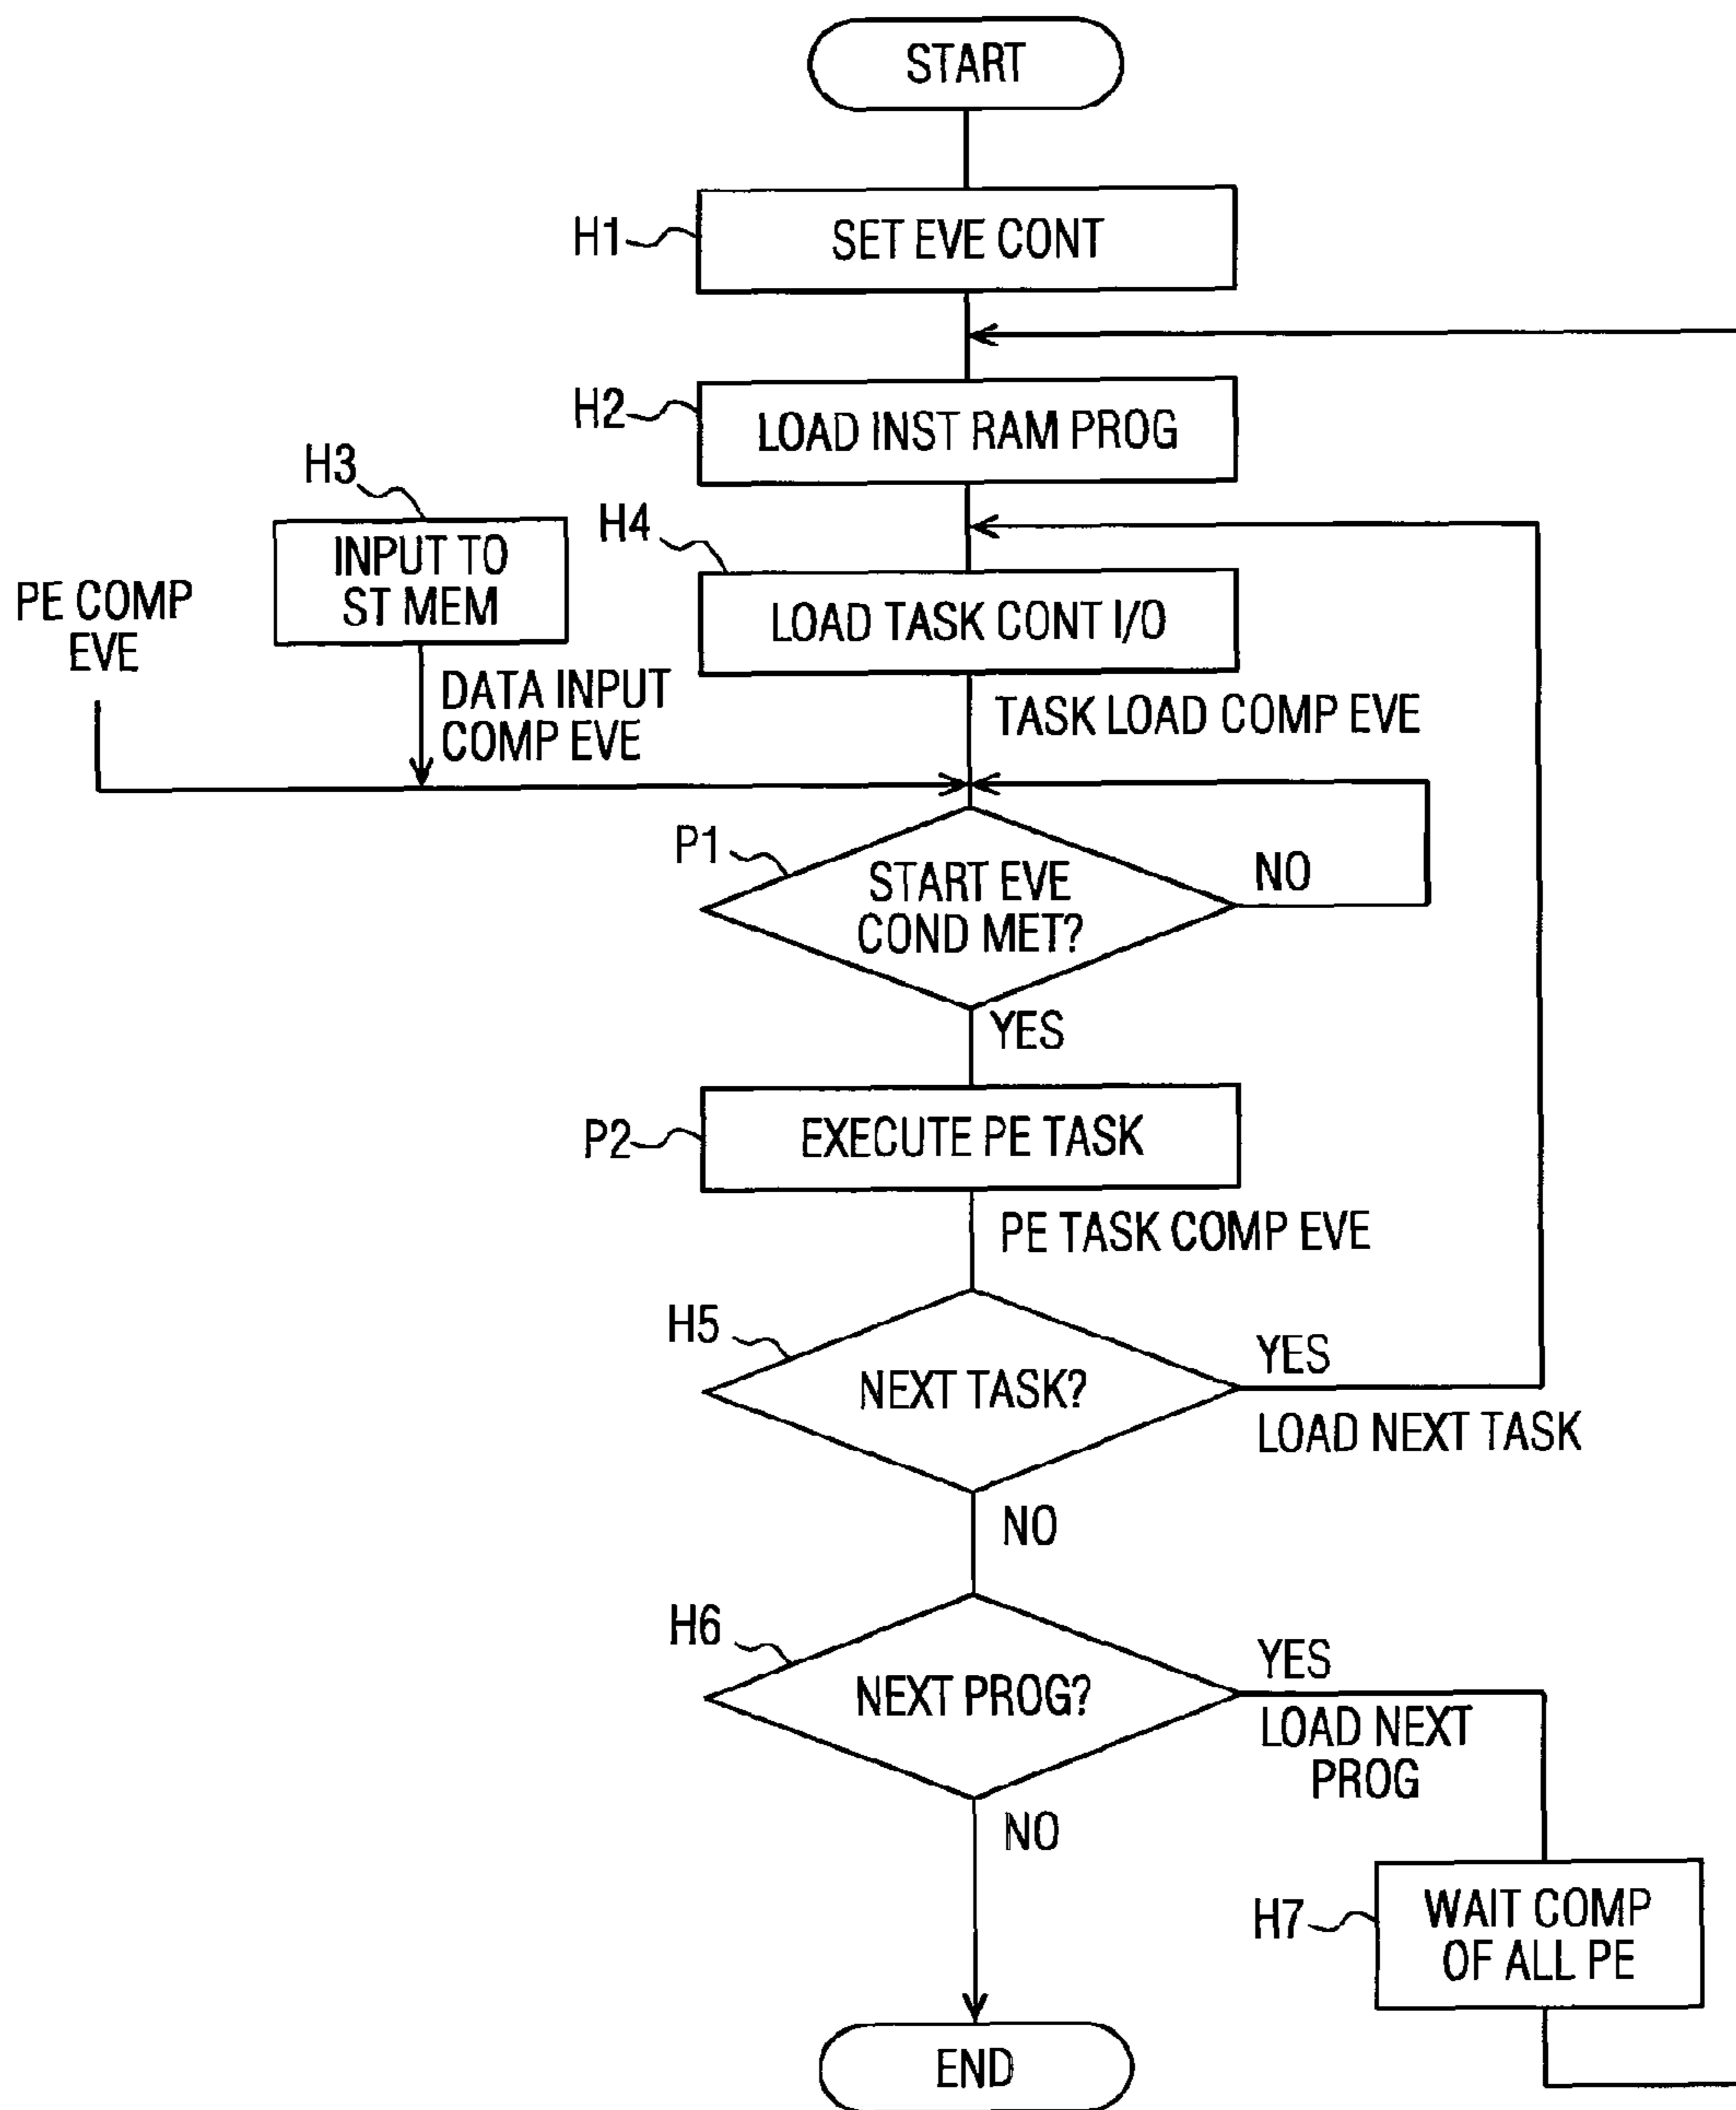 START
H1
SET EVE CONT
H2
LOAD INST RAM PROG
H3
INPUT TO
ST MEM
H4
LOAD TASK CONT I/O
PE COMP
EVE
DATA INPUT
COMP EVE
TASK LOAD COMP EVE
P1
START EVE
COND MET?
NO
YES
P2
EXECUTE PE TASK
PE TASK COMP EVE
H5
NEXT TASK?
YES
LOAD NEXT TASK
NO
H6
NEXT PROG?
YES
LOAD NEXT
PROG
NO
H7
WAIT COMP
OF ALL PE
END